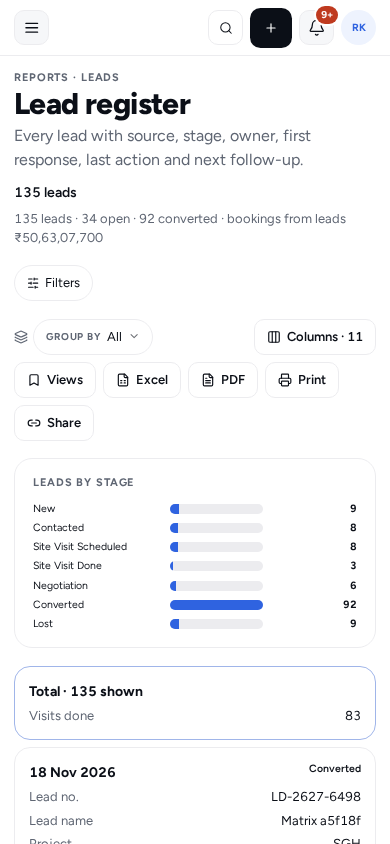 9+
RK
REPORTS · LEADS
Lead register
Every lead with source, stage, owner, first
response, last action and next follow-up.
135 leads
135 leads · 34 open · 92 converted · bookings from leads
₹50,63,07,700
Filters
GROUP BY All
Columns · 11
Views
Excel
PDF
Print
Share
LEADS BY STAGE
New 9
Contacted 8
Site Visit Scheduled 8
Site Visit Done 3
Negotiation 6
Converted 92
Lost 9
Total · 135 shown
Visits done 83
18 Nov 2026 Converted
Lead no. LD-2627-6498
Lead name Matrix a5f18f
Project SGH